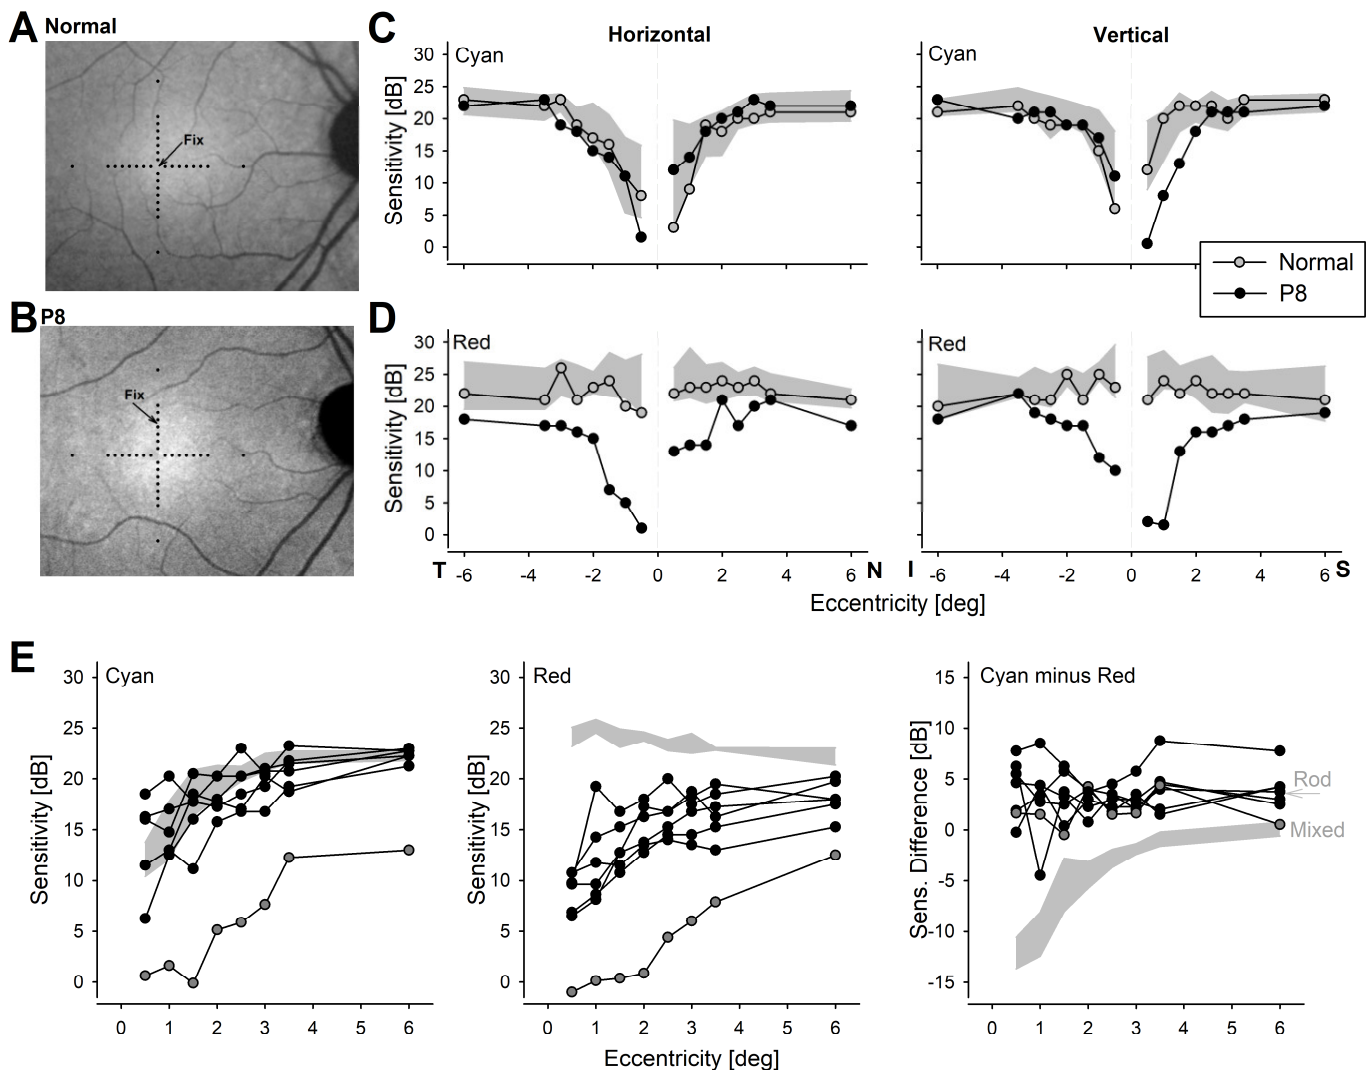 A Normal
Fix
B P8
Fix
C Horizontal Vertical
Cyan Cyan
Sensitivity [dB]
30
25
20
15
10
5
0
Normal
P8
D
Red Red
Sensitivity [dB]
30
25
20
15
10
5
0
T -6 -4 -2 0 2 4 6 N I -6 -4 -2 0 2 4 6 S
Eccentricity [deg]
E
Cyan
Sensitivity [dB]
30
25
20
15
10
5
0
0 1 2 3 4 5 6
Red
Sensitivity [dB]
30
25
20
15
10
5
0
0 1 2 3 4 5 6
Eccentricity [deg]
Cyan minus Red
Sens. Difference [dB]
15
10
5
0
-5
-10
-15
Rod
Mixed
0 1 2 3 4 5 6